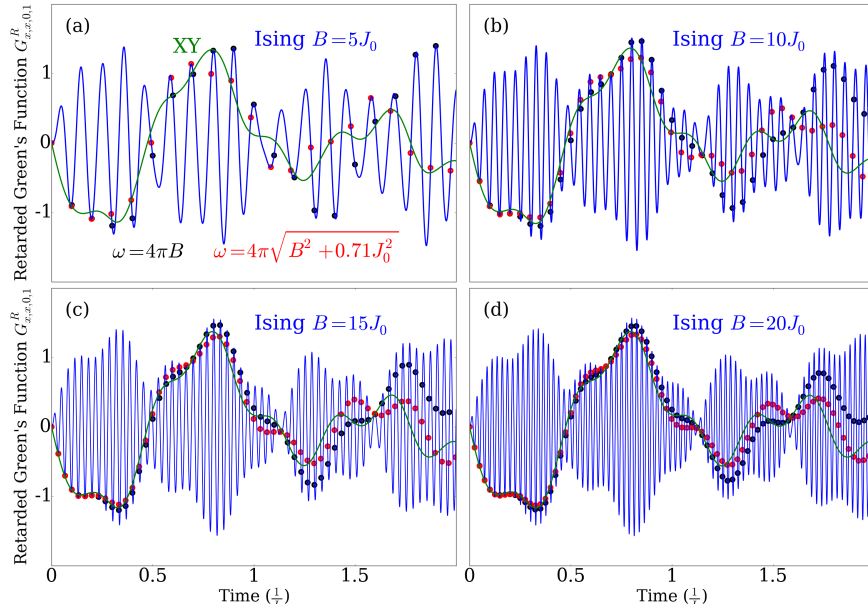 (a)
XY
Ising B=5J₀
ω=4πB
ω=4π√(B²+0.71J₀²)
Retarded Green's Function Gᴿₓ,ₓ,₀,₁
1
0
-1
(b)
Ising B=10J₀
(c)
Ising B=15J₀
Retarded Green's Function Gᴿₓ,ₓ,₀,₁
1
0
-1
0
0.5
1
1.5
Time (1/
(d)
Ising B=20J₀
0
0.5
1
1.5
Time (1/